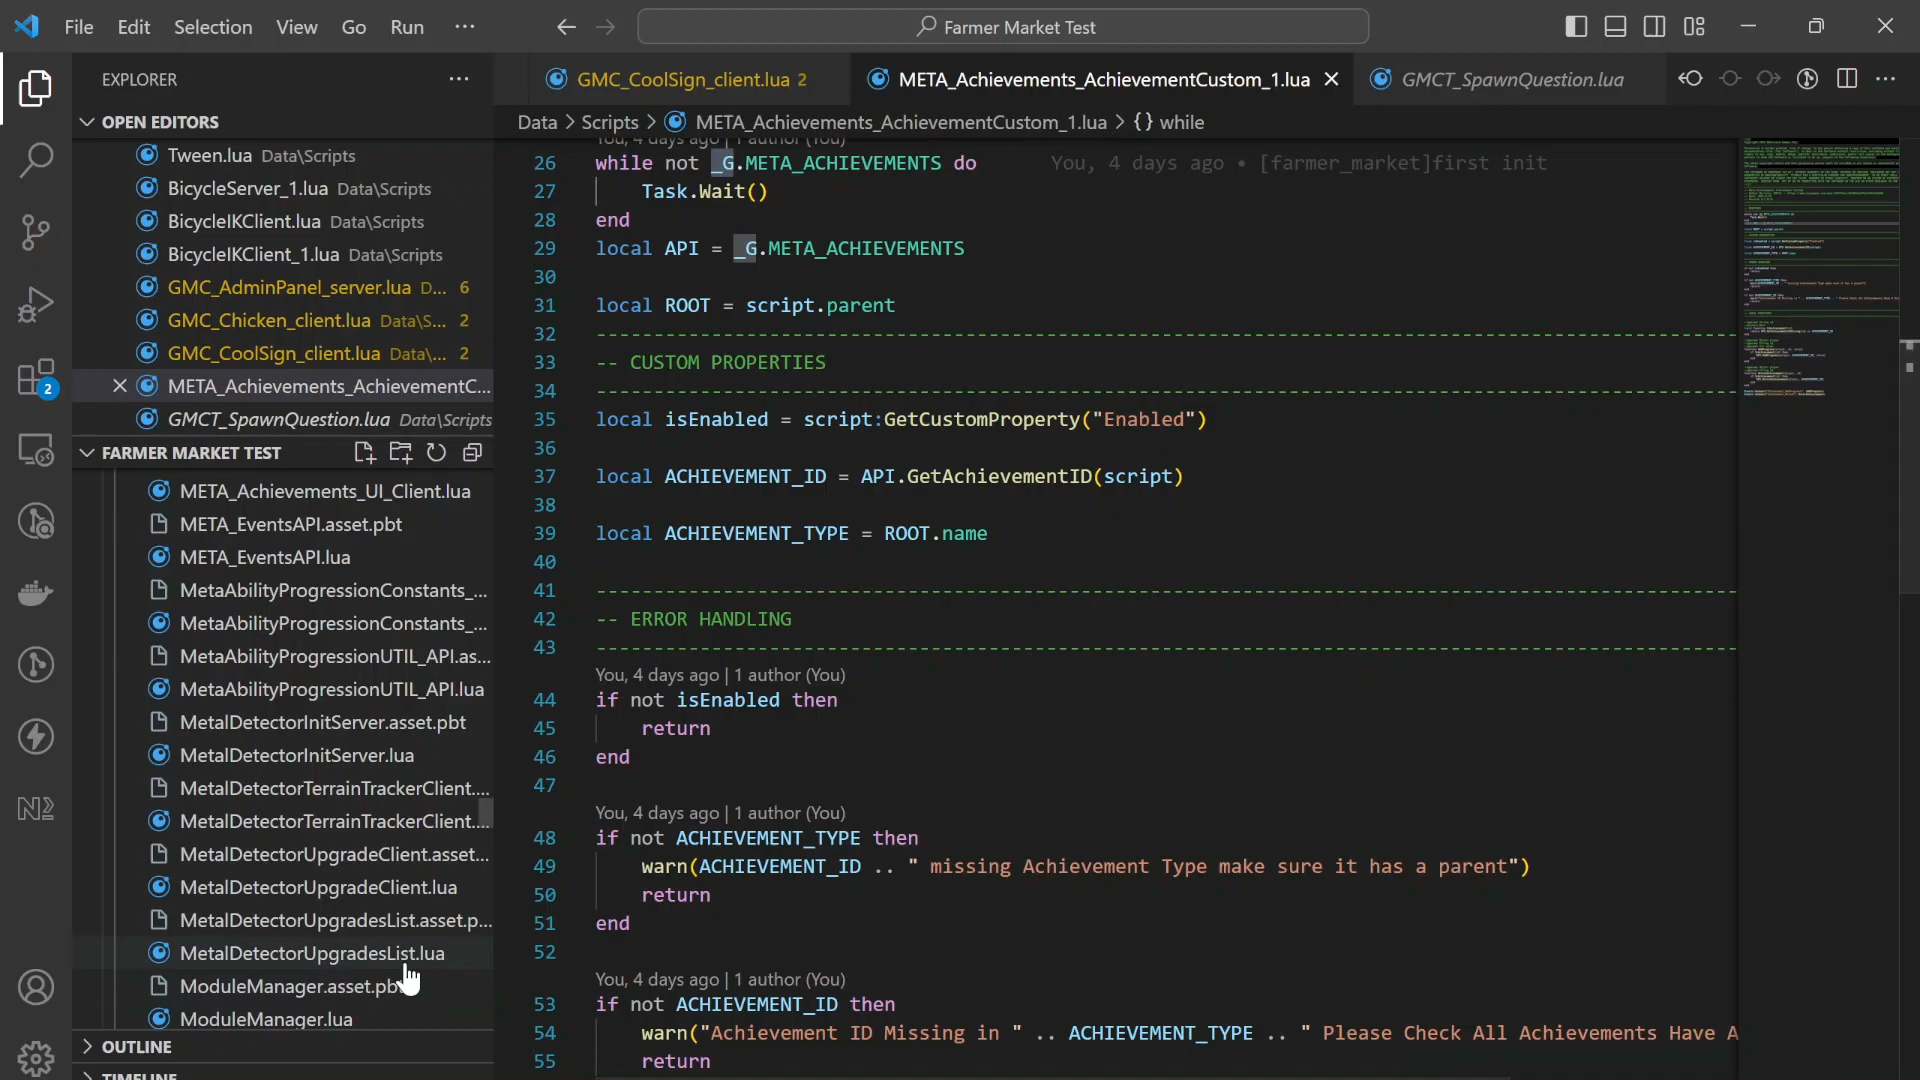 File Edit Selection View Go Run ···
Farmer Market Test
EXPLORER
OPEN EDITORS
Tween.lua Data\Scripts
BicycleServer_1.lua Data\Scripts
BicycleIKClient.lua Data\Scripts
BicycleIKClient_1.lua Data\Scripts
GMC_AdminPanel_server.lua D... 6
GMC_Chicken_client.lua Data\S... 2
GMC_CoolSign_client.lua Data\... 2
META_Achievements_AchievementC...
GMCT_SpawnQuestion.lua Data\Scripts
FARMER MARKET TEST
META_Achievements_UI_Client.lua
META_EventsAPI.asset.pbt
META_EventsAPI.lua
MetaAbilityProgressionConstants_...
MetaAbilityProgressionConstants_...
MetaAbilityProgressionUTIL_API.as...
MetaAbilityProgressionUTIL_API.lua
MetalDetectorInitServer.asset.pbt
MetalDetectorInitServer.lua
MetalDetectorTerrainTrackerClient....
MetalDetectorTerrainTrackerClient....
MetalDetectorUpgradeClient.asset...
MetalDetectorUpgradeClient.lua
MetalDetectorUpgradesList.asset.p...
MetalDetectorUpgradesList.lua
ModuleManager.asset.pb
ModuleManager.lua
OUTLINE
TIMELINE
2
GMC_CoolSign_client.lua 2
META_Achievements_AchievementCustom_1.lua
GMCT_SpawnQuestion.lua
Data > Scripts > META_Achievements_AchievementCustom_1.lua > {} while
You, 4 days ago | 1 author (You)
26 while not _G.META_ACHIEVEMENTS do You, 4 days ago • [farmer_market]first init
27 Task.Wait()
28 end
29 local API = _G.META_ACHIEVEMENTS
30
31 local ROOT = script.parent
32 ----------------------------------------------------------------------------------------------------
33 -- CUSTOM PROPERTIES
34 ----------------------------------------------------------------------------------------------------
35 local isEnabled = script:GetCustomProperty("Enabled")
36
37 local ACHIEVEMENT_ID = API.GetAchievementID(script)
38
39 local ACHIEVEMENT_TYPE = ROOT.name
40
41 ----------------------------------------------------------------------------------------------------
42 -- ERROR HANDLING
43 ----------------------------------------------------------------------------------------------------
You, 4 days ago | 1 author (You)
44 if not isEnabled then
45 return
46 end
47
You, 4 days ago | 1 author (You)
48 if not ACHIEVEMENT_TYPE then
49 warn(ACHIEVEMENT_ID .. " missing Achievement Type make sure it has a parent")
50 return
51 end
52
You, 4 days ago | 1 author (You)
53 if not ACHIEVEMENT_ID then
54 warn("Achievement ID Missing in " .. ACHIEVEMENT_TYPE .. " Please Check All Achievements Have A
55 return